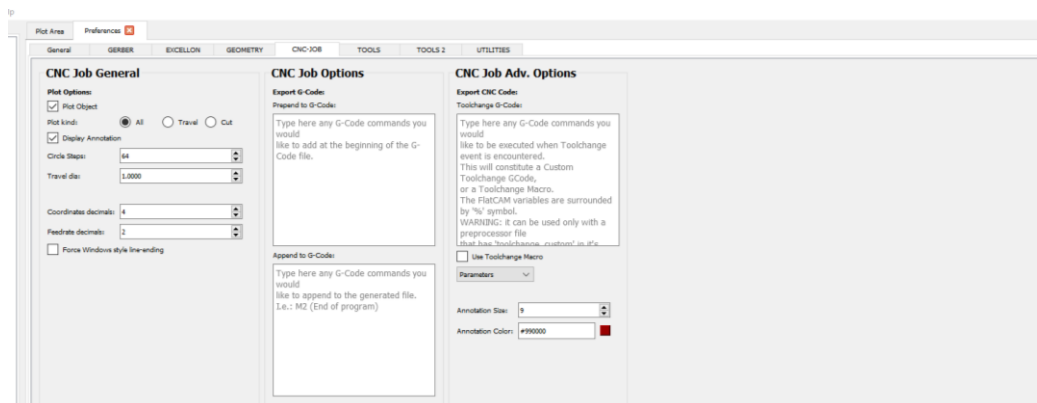 lp
Plot Area Preferences
General GERBER EXCELLON GEOMETRY CNC-JOB TOOLS TOOLS 2 UTILITIES
CNC Job General
Plot Options:
Plot Object
Plot kind: All Travel Cut
Display Annotation
Circle Steps: 64
Travel dia: 1.0000
Coordinates decimals: 4
Feedrate decimals: 2
Force Windows style line-ending
CNC Job Options
Export G-Code:
Prepend to G-Code:
Type here any G-Code commands you
would
like to add at the beginning of the G-
Code file.
Append to G-Code:
Type here any G-Code commands you
would
like to append to the generated file.
I.e.: M2 (End of program)
CNC Job Adv. Options
Export CNC Code:
Toolchange G-Code:
Type here any G-Code commands you
would
like to be executed when Toolchange
event is encountered.
This will constitute a Custom
Toolchange GCode,
or a Toolchange Macro.
The FlatCAM variables are surrounded
by '%' symbol.
WARNING: it can be used only with a
preprocessor file
that has 'toolchange_custom' in it's
Use Toolchange Macro
Parameters
Annotation Size: 9
Annotation Color: #990000